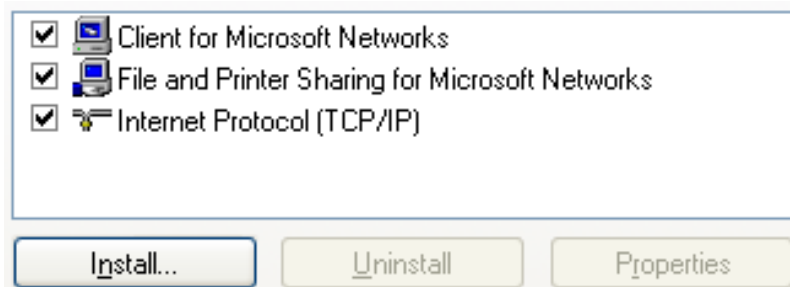 Client for Microsoft Networks
File and Printer Sharing for Microsoft Networks
Internet Protocol (TCP/IP)
Install... Uninstall Properties